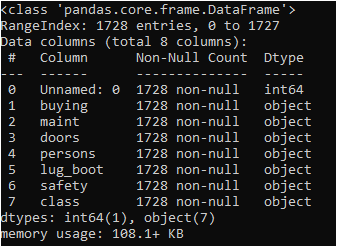 <class 'pandas.core.frame.DataFrame'>
RangeIndex: 1728 entries, 0 to 1727
Data columns (total 8 columns):
 #   Column      Non-Null Count  Dtype
---  ------      --------------  -----
 0   Unnamed: 0  1728 non-null   int64
 1   buying      1728 non-null   object
 2   maint       1728 non-null   object
 3   doors       1728 non-null   object
 4   persons     1728 non-null   object
 5   lug_boot    1728 non-null   object
 6   safety      1728 non-null   object
 7   class       1728 non-null   object
dtypes: int64(1), object(7)
memory usage: 108.1+ KB